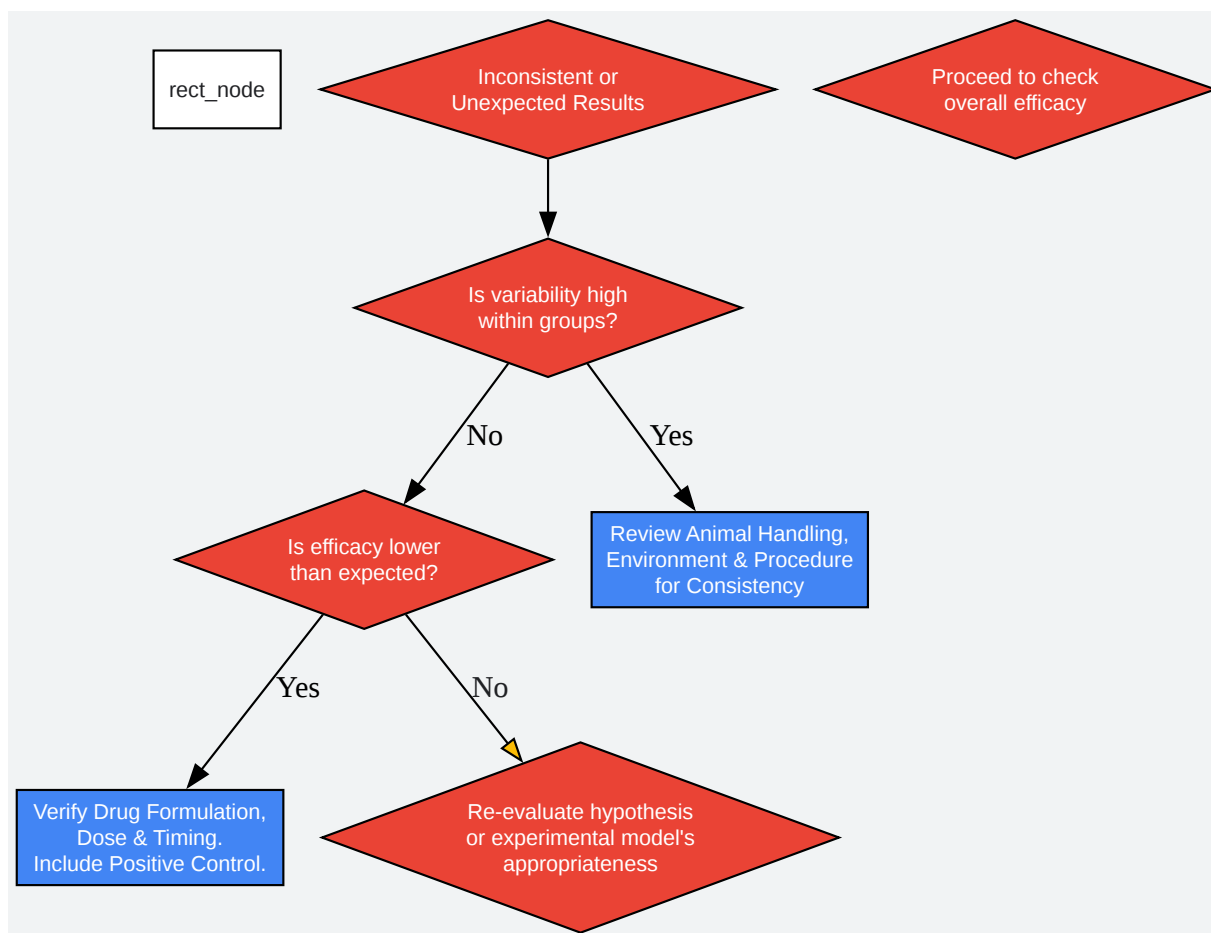 rect_node
Inconsistent or
Unexpected Results
Proceed to check
overall efficacy
Is variability high
within groups?
No
Yes
Is efficacy lower
than expected?
Review Animal Handling,
Environment & Procedure
for Consistency
Yes
No
Verify Drug Formulation,
Dose & Timing.
Include Positive Control.
Re-evaluate hypothesis
or experimental model's
appropriateness